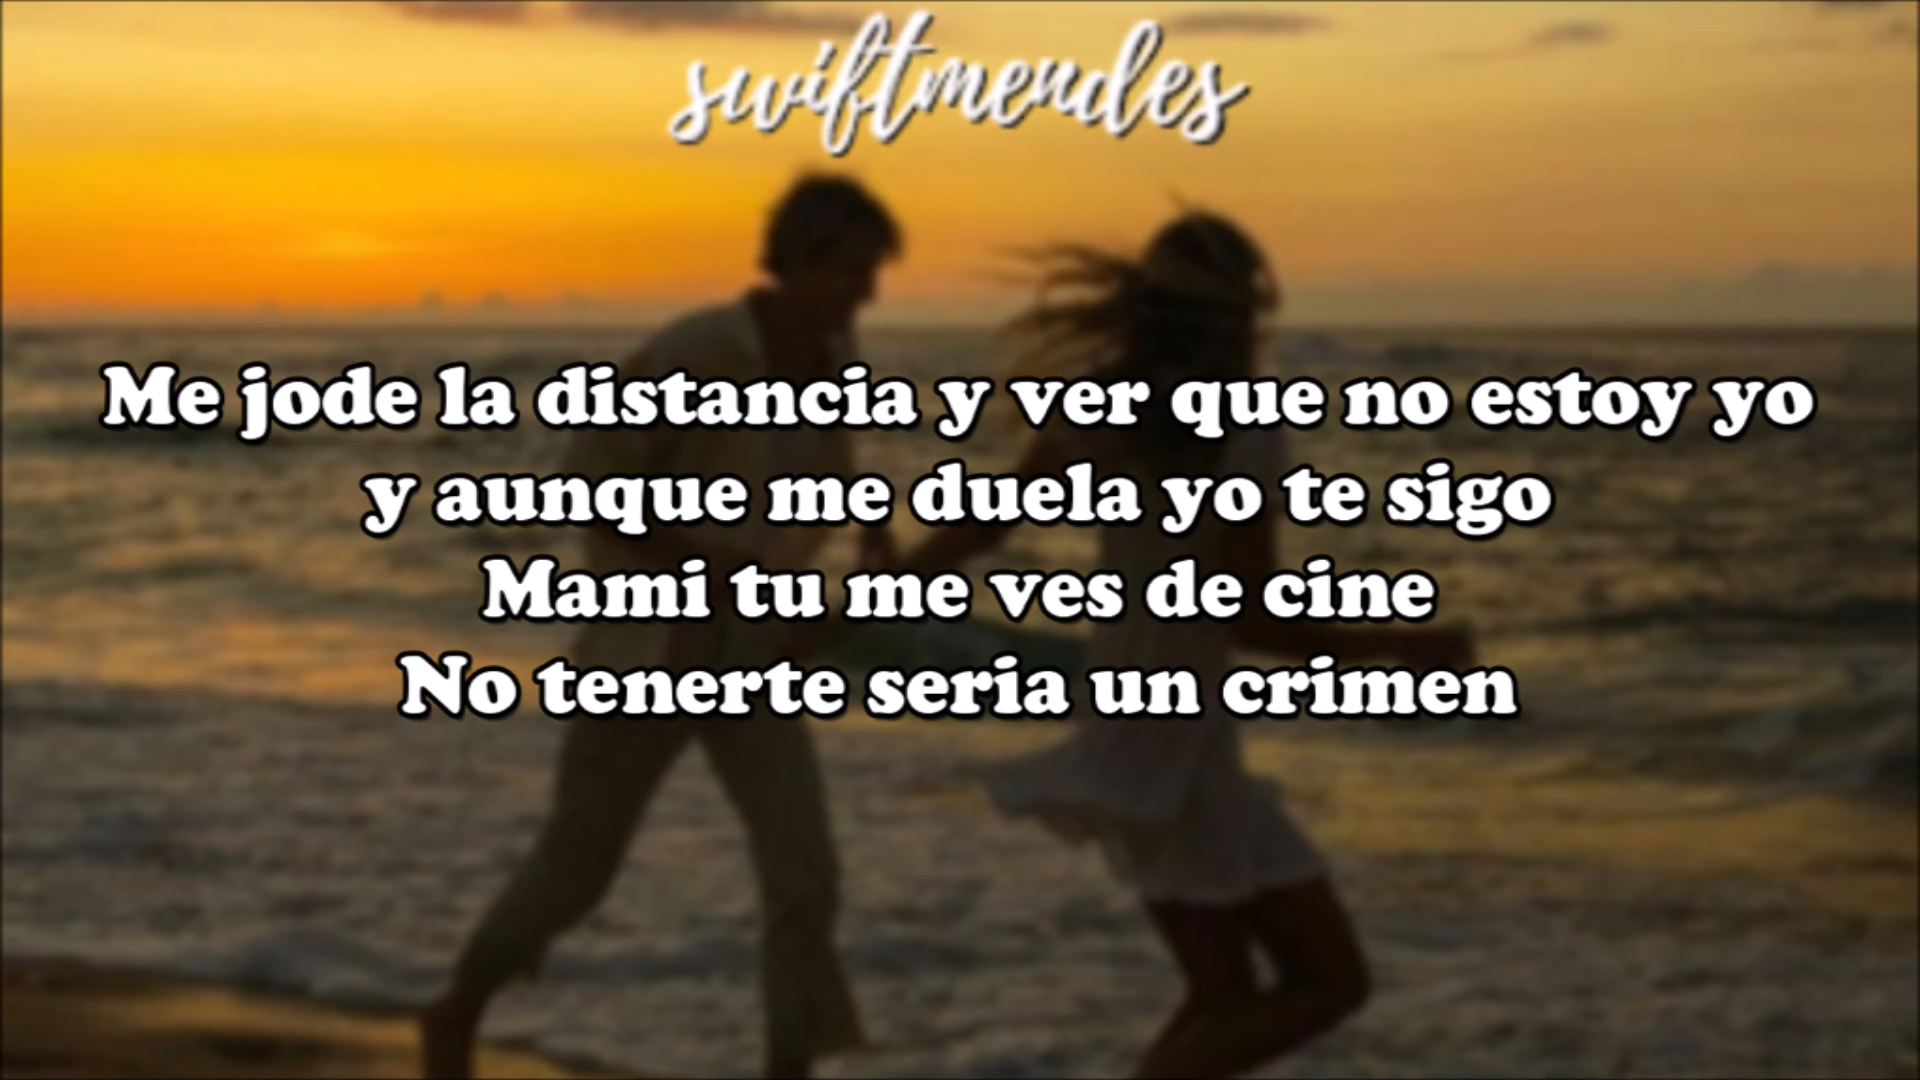 swiftmendes
Me jode la distancia y ver que no estoy yo
y aunque me duela yo te sigo
Mami tu me ves de cine
No tenerte seria un crimen